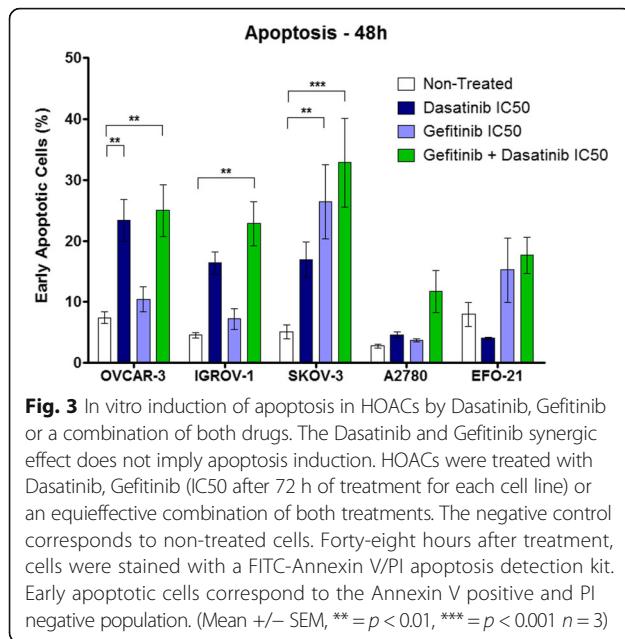 Apoptosis - 48h
Non-Treated
Dasatinib IC50
Gefitinib IC50
Gefitinib + Dasatinib IC50
Early Apoptotic Cells (%)
50
40
30
20
10
0
**
**
**
***
**
OVCAR-3 IGROV-1 SKOV-3 A2780 EFO-21
Fig. 3 In vitro induction of apoptosis in HOACs by Dasatinib, Gefitinib
or a combination of both drugs. The Dasatinib and Gefitinib synergic
effect does not imply apoptosis induction. HOACs were treated with
Dasatinib, Gefitinib (IC50 after 72 h of treatment for each cell line) or
an equieffective combination of both treatments. The negative control
corresponds to non-treated cells. Forty-eight hours after treatment,
cells were stained with a FITC-Annexin V/PI apoptosis detection kit.
Early apoptotic cells correspond to the Annexin V positive and PI
negative population. (Mean +/− SEM, ** = p < 0.01, *** = p < 0.001 n = 3)